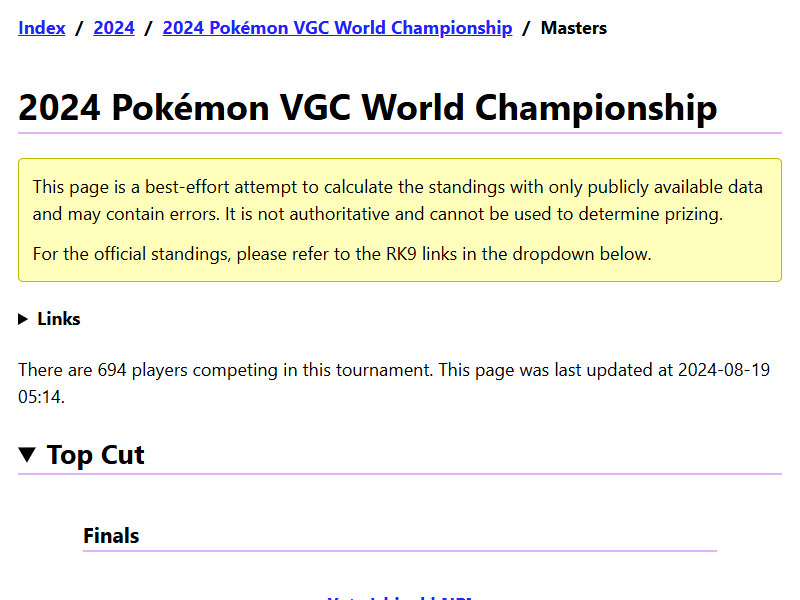 Index / 2024 / 2024 Pokémon VGC World Championship / Masters
2024 Pokémon VGC World Championship
This page is a best-effort attempt to calculate the standings with only publicly available data
and may contain errors. It is not authoritative and cannot be used to determine prizing.
For the official standings, please refer to the RK9 links in the dropdown below.
Links
There are 694 players competing in this tournament. This page was last updated at 2024-08-19
05:14.
Top Cut
Finals